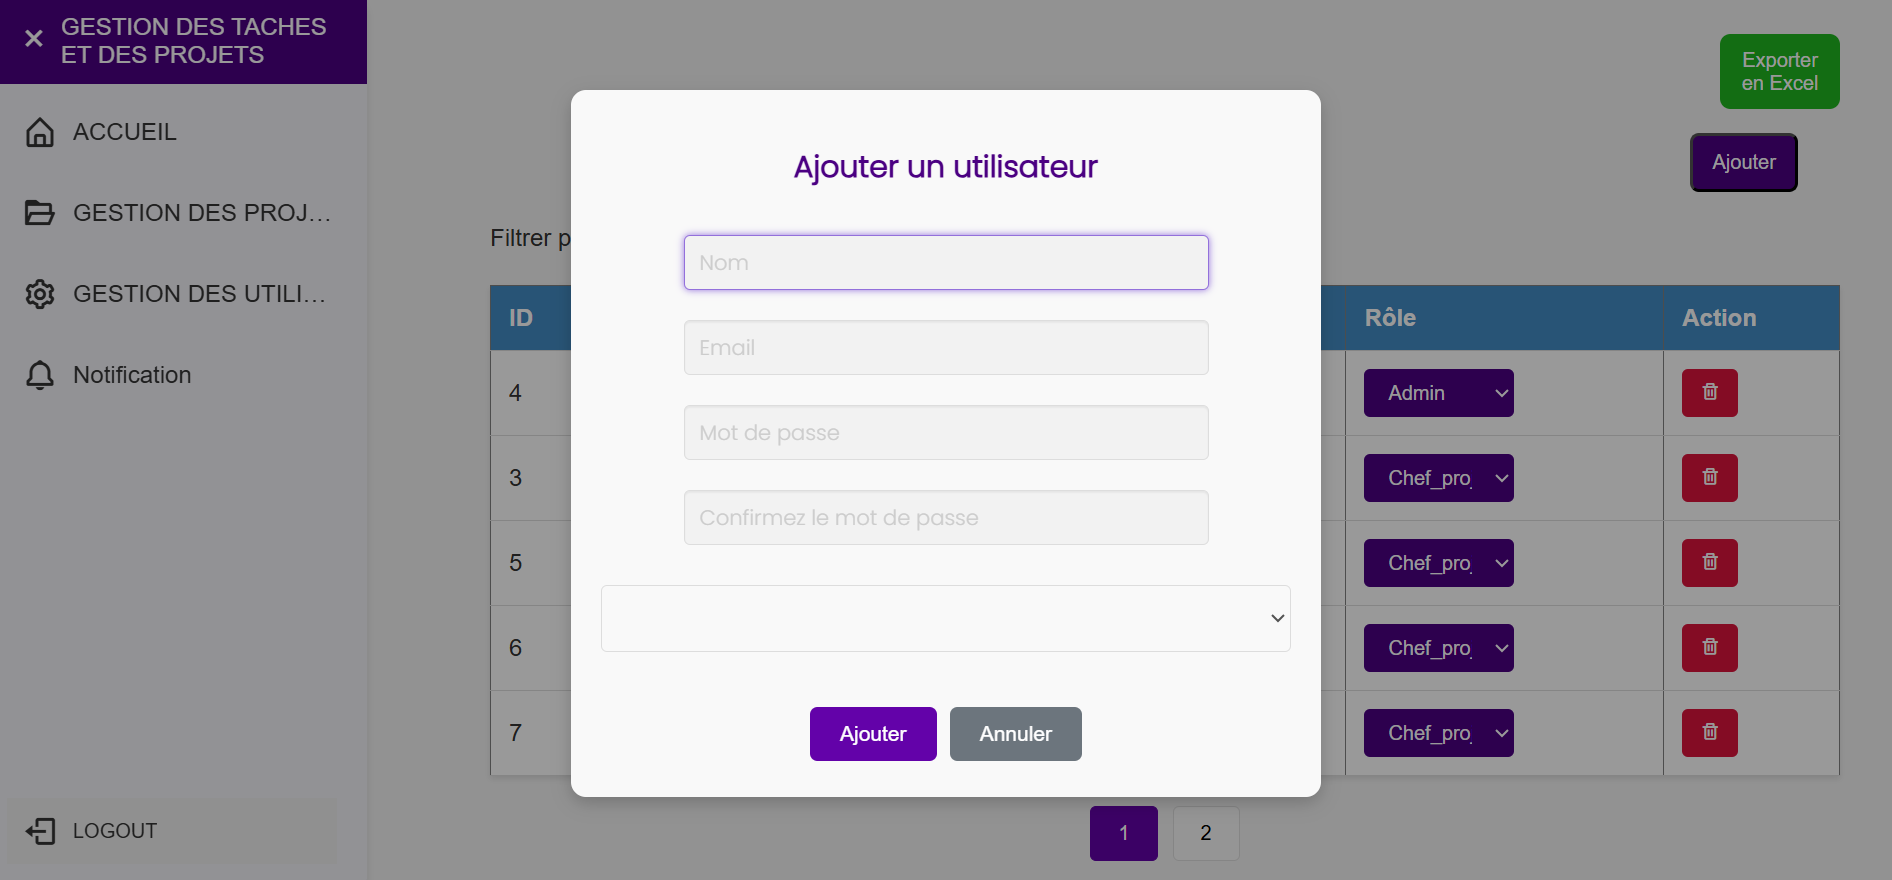 GESTION DES TACHES
ET DES PROJETS
ACCUEIL
GESTION DES PROJ...
GESTION DES UTILI...
Notification
LOGOUT
Exporter
en Excel
Ajouter
Filtrer p
ID Rôle Action
4 Admin
3 Chef_pro
5 Chef_pro
6 Chef_pro
7 Chef_pro
1 2
Ajouter un utilisateur
Nom
Email
Mot de passe
Confirmez le mot de passe
Ajouter Annuler